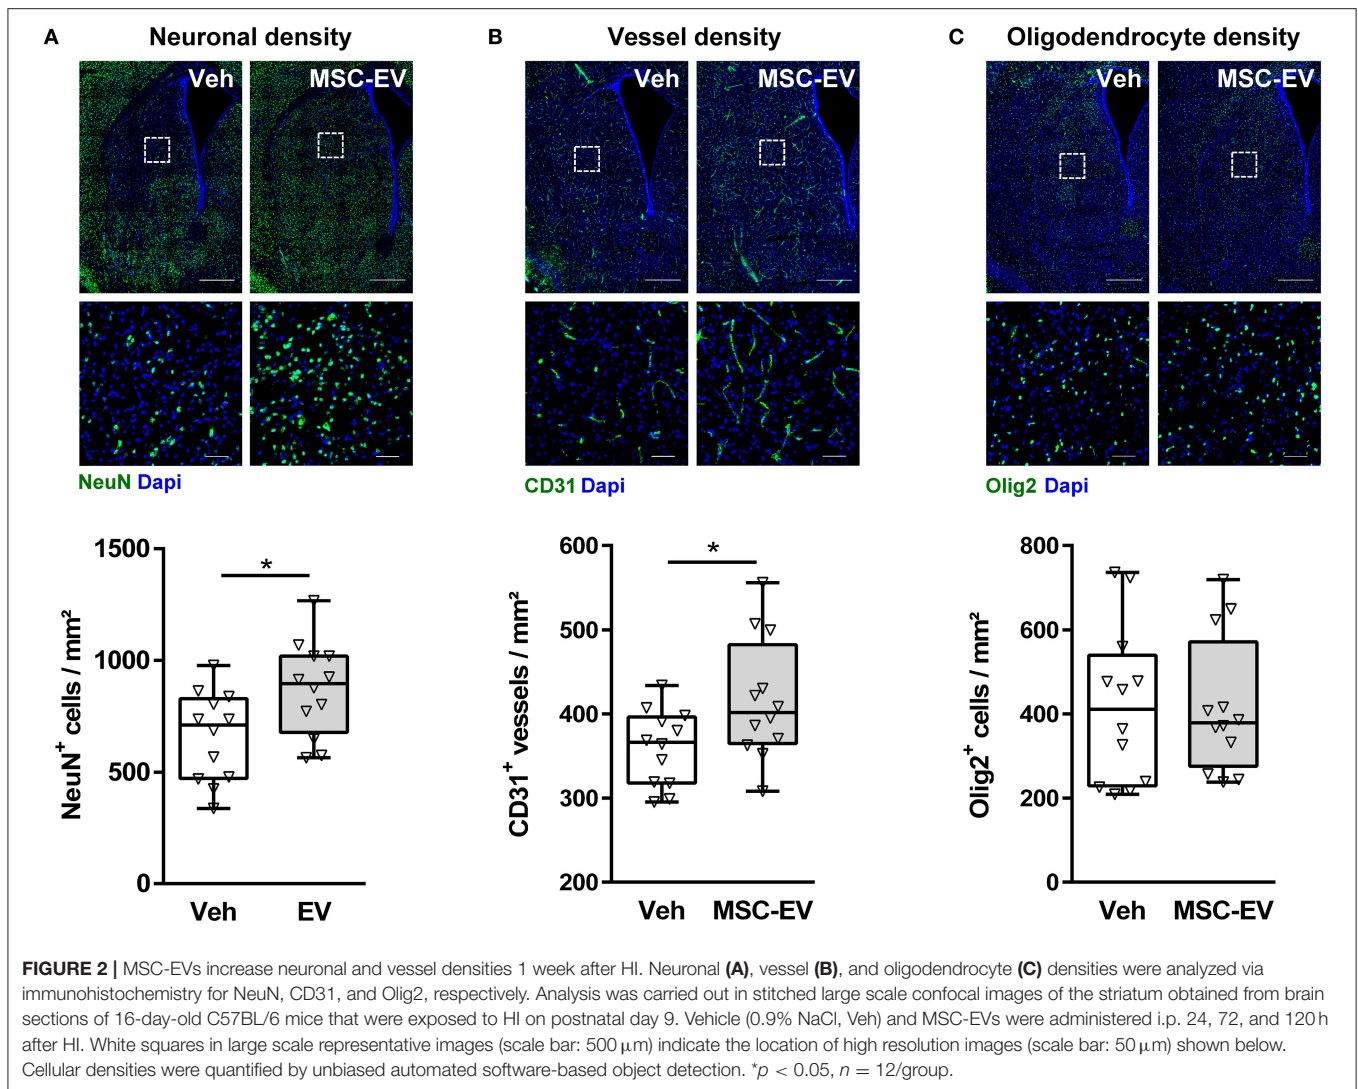 A Neuronal density
Veh MSC-EV
NeuN Dapi
1500
1000
500
0
NeuN⁺ cells / mm²
*
Veh EV
B Vessel density
Veh MSC-EV
CD31 Dapi
600
500
400
300
200
CD31⁺ vessels / mm²
*
Veh MSC-EV
C Oligodendrocyte density
Veh MSC-EV
Olig2 Dapi
800
600
400
200
0
Olig2⁺ cells / mm²
Veh MSC-EV
FIGURE 2 | MSC-EVs increase neuronal and vessel densities 1 week after HI. Neuronal (A), vessel (B), and oligodendrocyte (C) densities were analyzed via
immunohistochemistry for NeuN, CD31, and Olig2, respectively. Analysis was carried out in stitched large scale confocal images of the striatum obtained from brain
sections of 16-day-old C57BL/6 mice that were exposed to HI on postnatal day 9. Vehicle (0.9% NaCl, Veh) and MSC-EVs were administered i.p. 24, 72, and 120 h
after HI. White squares in large scale representative images (scale bar: 500 μm) indicate the location of high resolution images (scale bar: 50 μm) shown below.
Cellular densities were quantified by unbiased automated software-based object detection. *p < 0.05, n = 12/group.